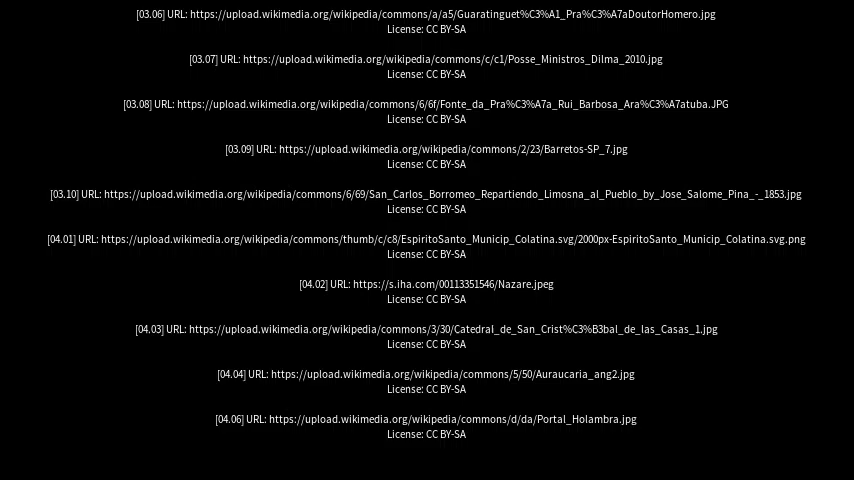 [03.06] URL: https://upload.wikimedia.org/wikipedia/commons/a/a5/Guaratinguet%C3%A1_Pra%C3%A7aDoutorHomero.jpg
License: CC BY-SA
[03.07] URL: https://upload.wikimedia.org/wikipedia/commons/c/c1/Posse_Ministros_Dilma_2010.jpg
License: CC BY-SA
[03.08] URL: https://upload.wikimedia.org/wikipedia/commons/6/6f/Fonte_da_Pra%C3%A7a_Rui_Barbosa_Ara%C3%A7atuba.JPG
License: CC BY-SA
[03.09] URL: https://upload.wikimedia.org/wikipedia/commons/2/23/Barretos-SP_7.jpg
License: CC BY-SA
[03.10] URL: https://upload.wikimedia.org/wikipedia/commons/6/69/San_Carlos_Borromeo_Repartiendo_Limosna_al_Pueblo_by_Jose_Salome_Pina_-_1853.jpg
License: CC BY-SA
[04.01] URL: https://upload.wikimedia.org/wikipedia/commons/thumb/c/c8/EspiritoSanto_Municip_Colatina.svg/2000px-EspiritoSanto_Municip_Colatina.svg.png
License: CC BY-SA
[04.02] URL: https://s.iha.com/00113351546/Nazare.jpeg
License: CC BY-SA
[04.03] URL: https://upload.wikimedia.org/wikipedia/commons/3/30/Catedral_de_San_Crist%C3%B3bal_de_las_Casas_1.jpg
License: CC BY-SA
[04.04] URL: https://upload.wikimedia.org/wikipedia/commons/5/50/Auraucaria_ang2.jpg
License: CC BY-SA
[04.06] URL: https://upload.wikimedia.org/wikipedia/commons/d/da/Portal_Holambra.jpg
License: CC BY-SA